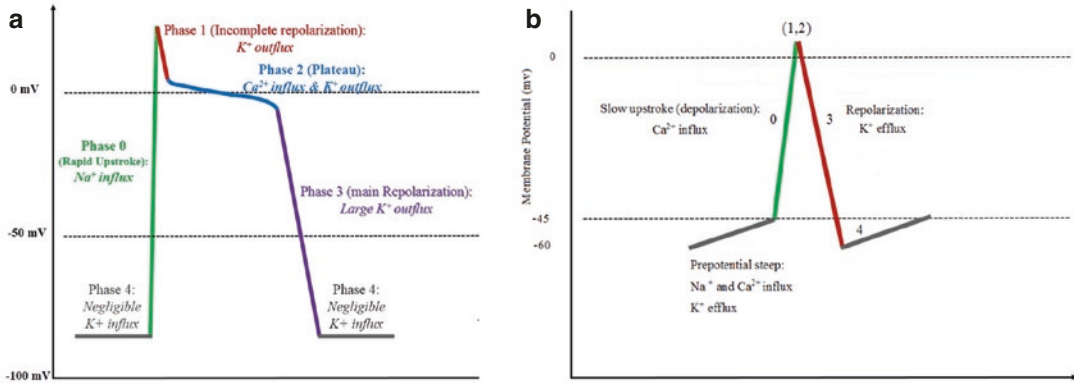 a
Phase 1 (Incomplete repolarization):
K⁺ outflux
Phase 2 (Plateau):
Ca²⁺ influx & K⁺ outflux
0 mV
Phase 0
(Rapid Upstroke):
Na⁺ influx
Phase 3 (main Repolarization):
Large K⁺ outflux
-50 mV
Phase 4:
Negligible
K+ influx
Phase 4:
Negligible
K+ influx
-100 mV
b
(1,2)
0
Membrane Potential (mv)
Slow upstroke (depolarization):
Ca²⁺ influx
0
3
Repolarization:
K⁺ efflux
-45
-60
4
Prepotential steep:
Na⁺ and Ca²⁺ influx
K⁺ efflux